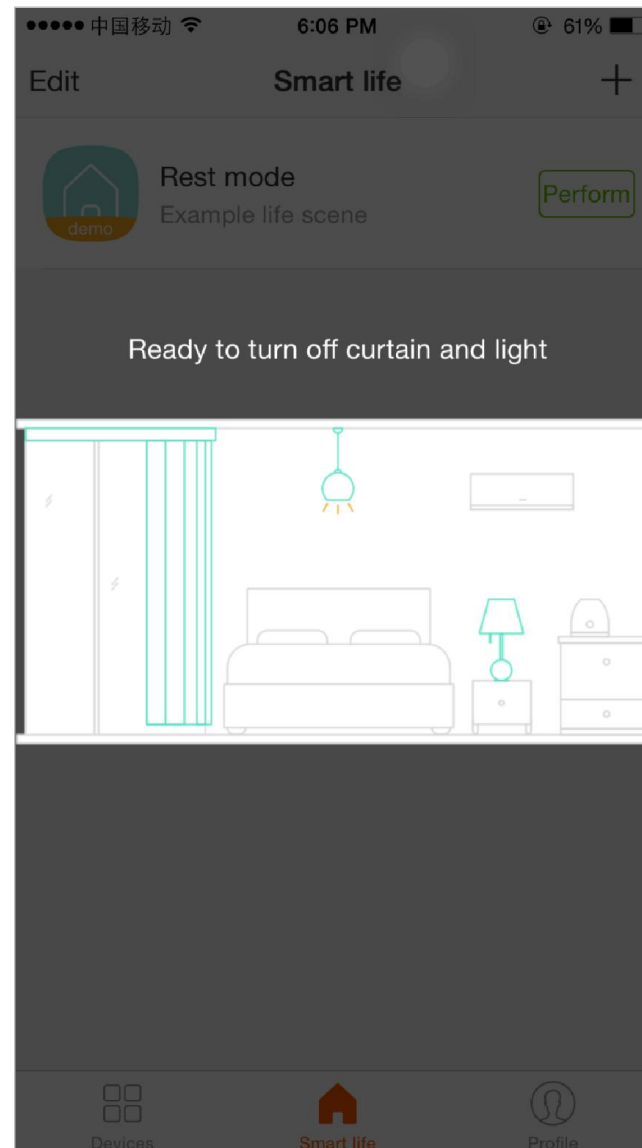 中国移动 6:06 PM 61%
Edit Smart life +
Rest mode
Example life scene
demo
Perform
Ready to turn off curtain and light
Devices Smart life Profile